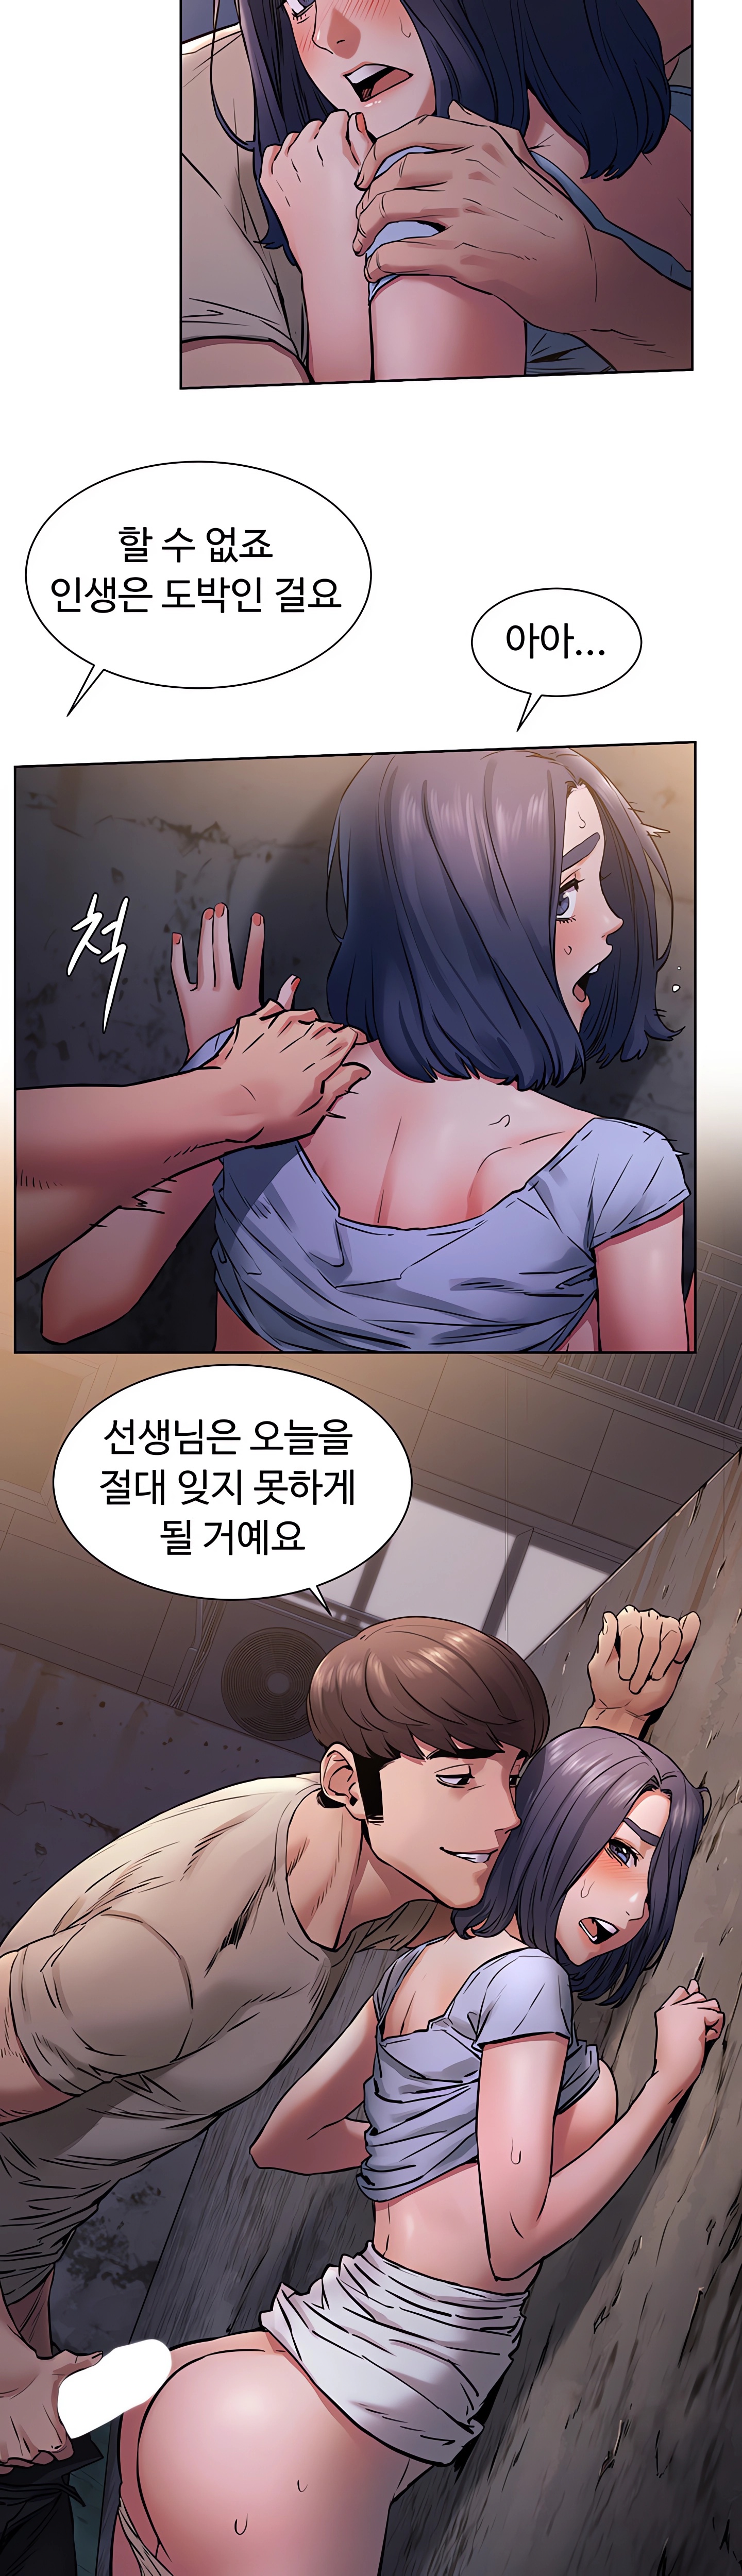 할 수 없죠
인생은 도박인 걸요
아아...
척
선생님은 오늘을
절대 잊지 못하게
될 거예요